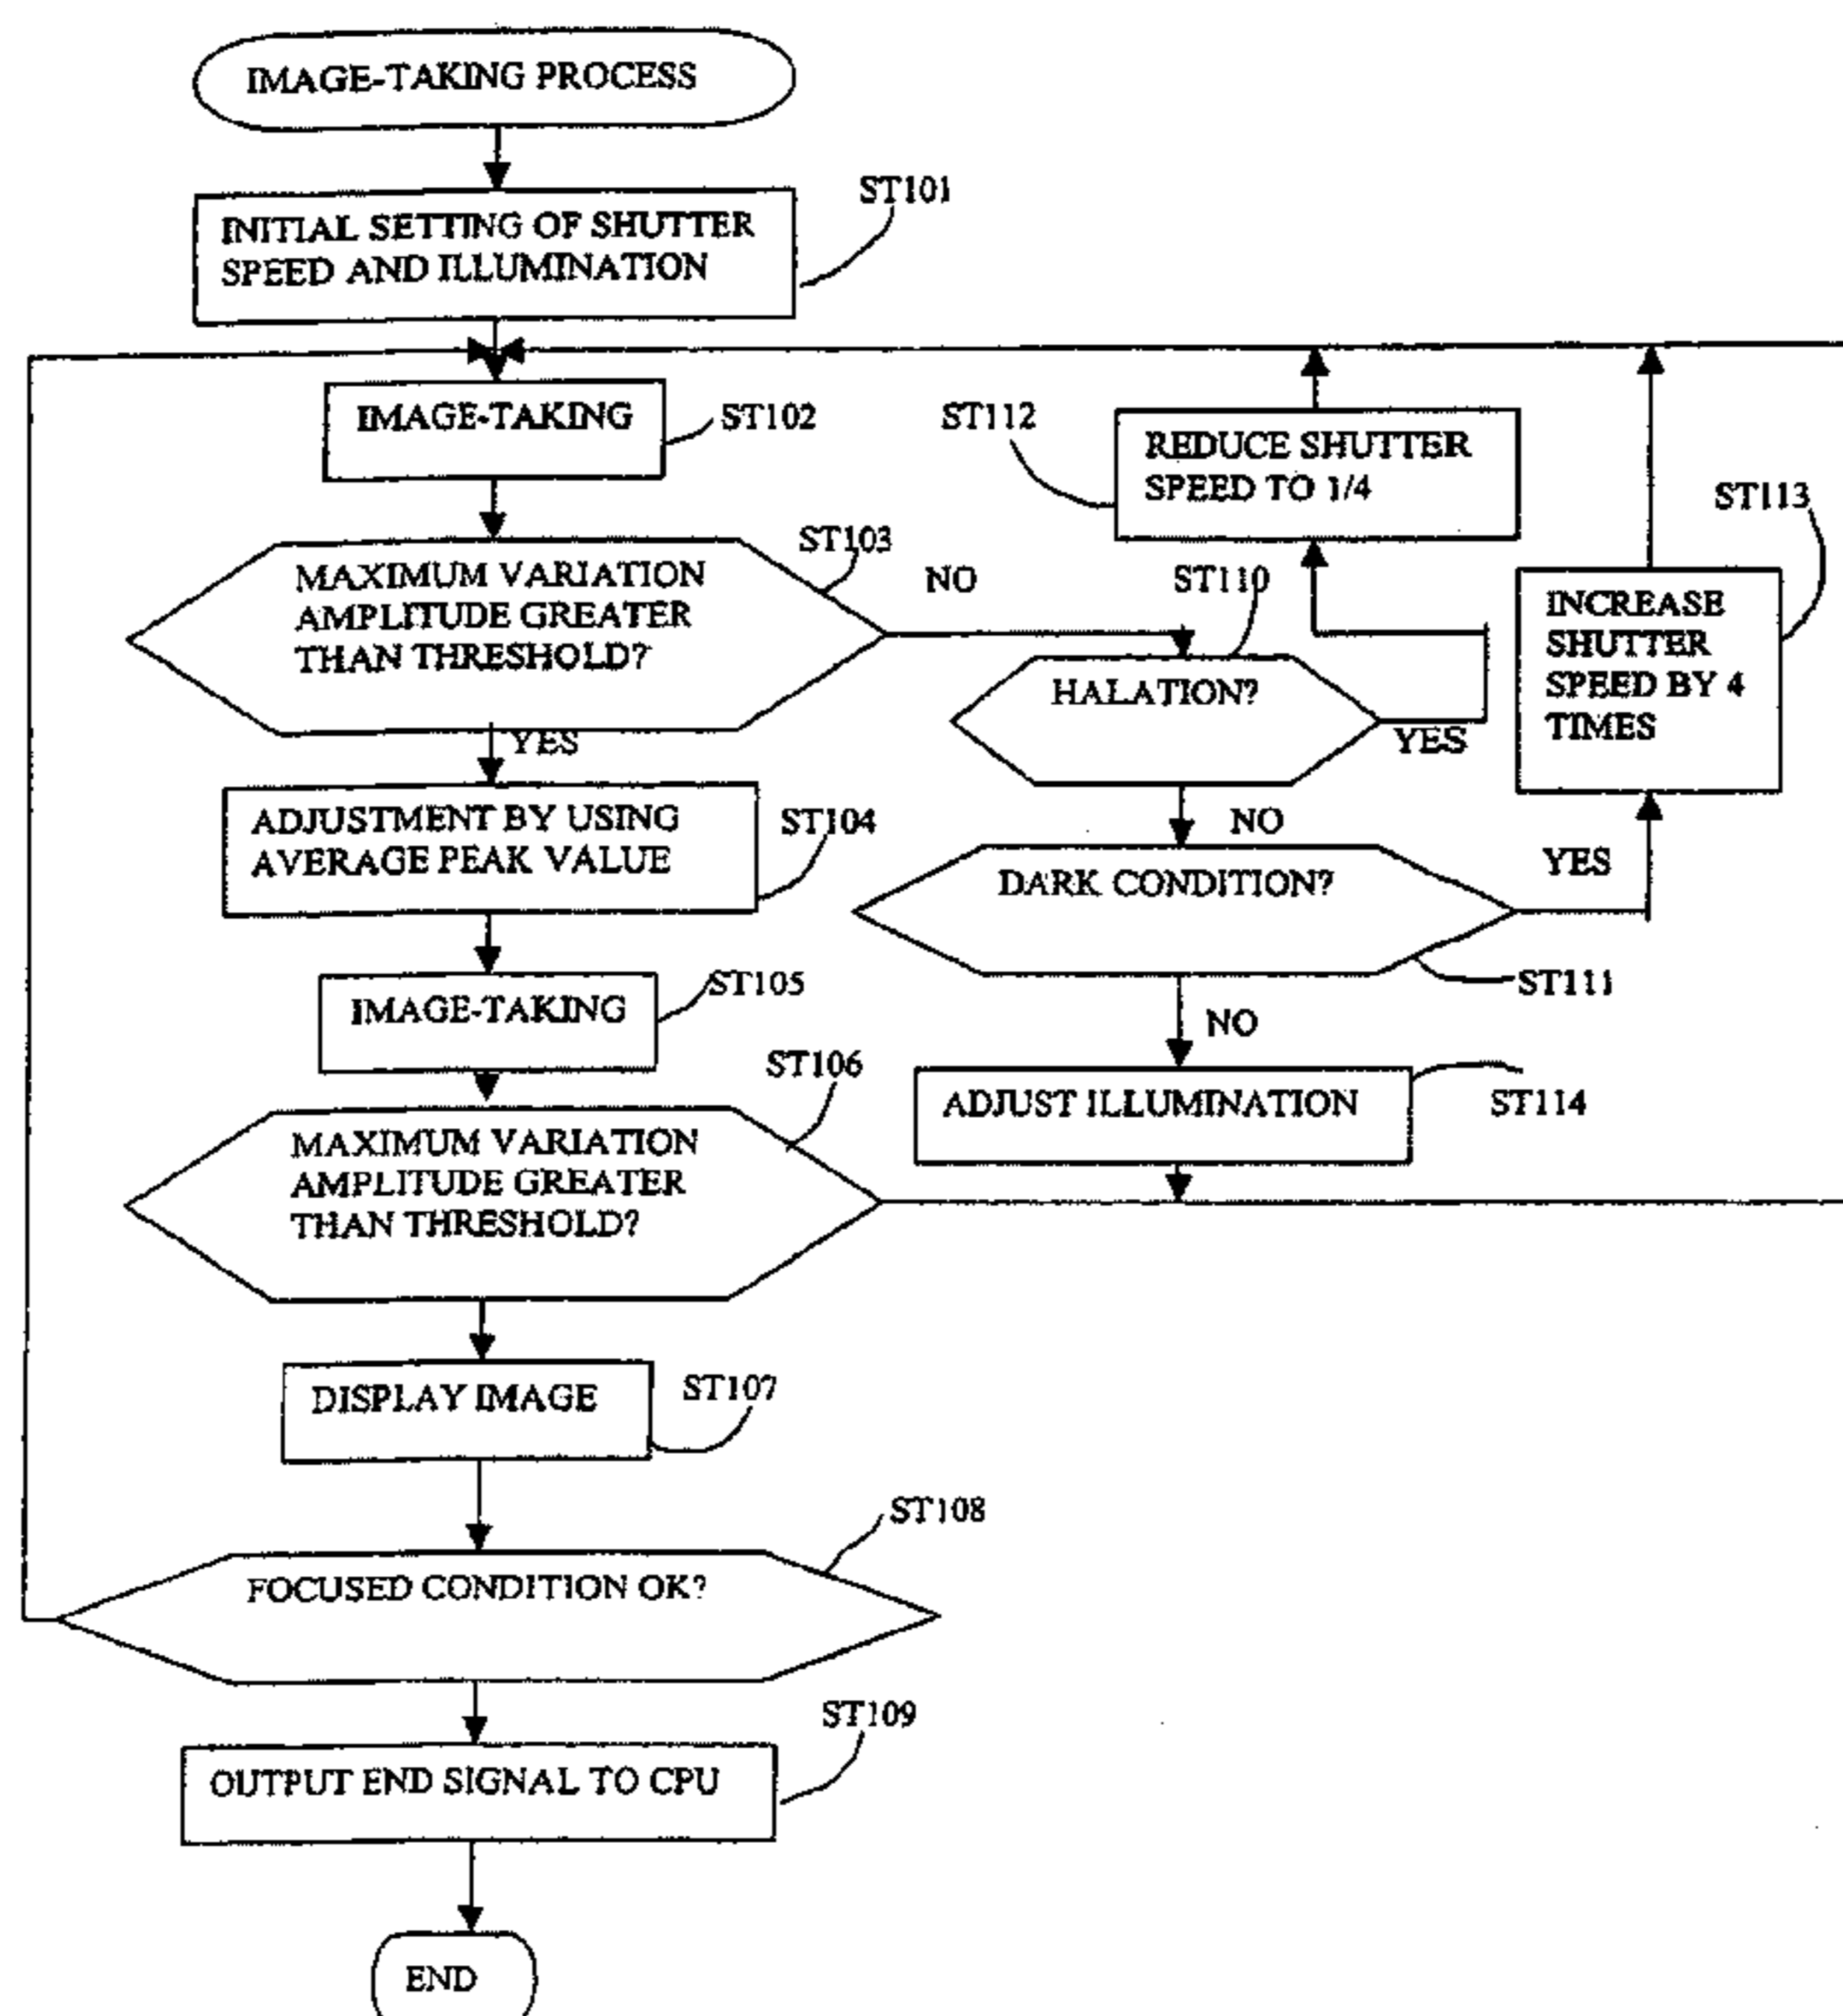 IMAGE-TAKING PROCESS
ST101
INITIAL SETTING OF SHUTTER
SPEED AND ILLUMINATION
IMAGE-TAKING
ST102
ST112
REDUCE SHUTTER
SPEED TO 1/4
ST113
INCREASE
SHUTTER
SPEED BY 4
TIMES
ST103
MAXIMUM VARIATION
AMPLITUDE GREATER
THAN THRESHOLD?
NO
ST110
HALATION?
YES
YES
NO
ADJUSTMENT BY USING
AVERAGE PEAK VALUE
ST104
DARK CONDITION?
YES
ST111
IMAGE-TAKING
ST105
NO
ST106
MAXIMUM VARIATION
AMPLITUDE GREATER
THAN THRESHOLD?
ADJUST ILLUMINATION
ST114
DISPLAY IMAGE
ST107
ST108
FOCUSED CONDITION OK?
ST109
OUTPUT END SIGNAL TO CPU
END